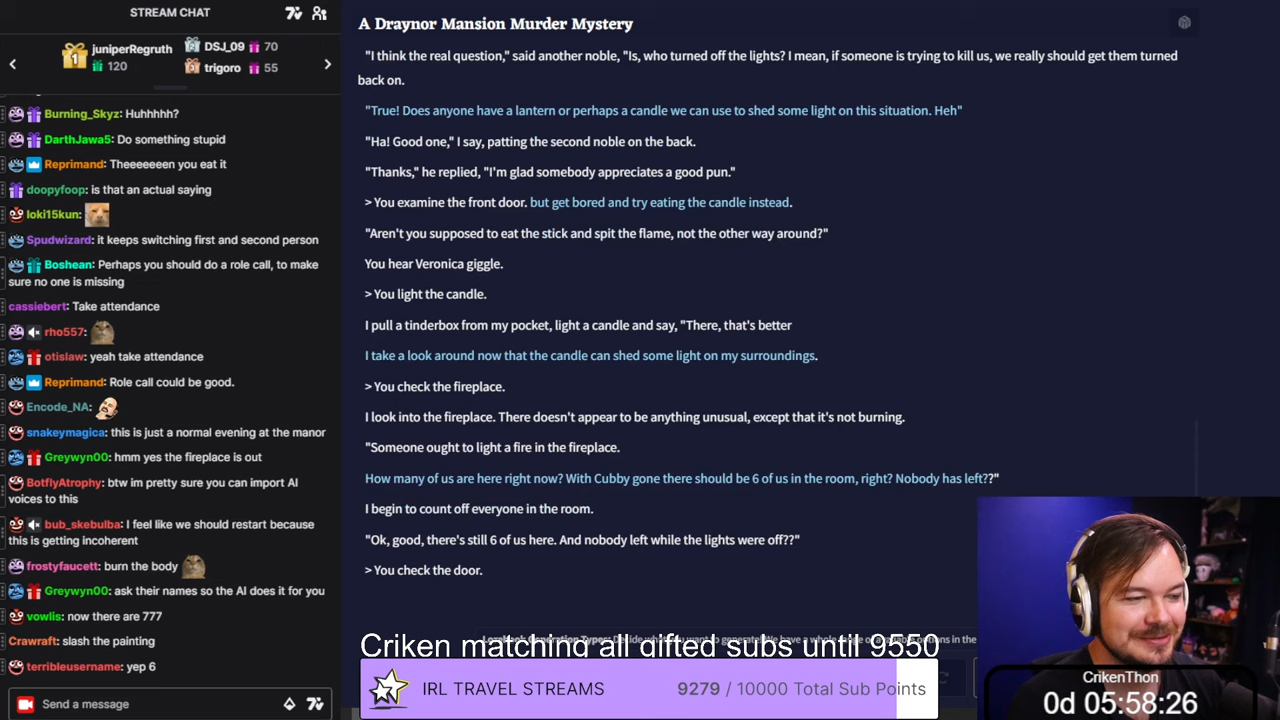 STREAM CHAT
juniperRegruth
120
DSJ_09 70
trigoro 55
Burning_Skyz: Huhhhhh?
DarthJawa5: Do something stupid
Reprimand: Theeeeeeen you eat it
doopyfoop: is that an actual saying
loki15kun:
Spudwizard: it keeps switching first and second person
Boshean: Perhaps you should do a role call, to make
sure no one is missing
cassiebert: Take attendance
rho557:
otisiaw: yeah take attendance
Reprimand: Role call could be good.
Encode_NA:
snakeymagica: this is just a normal evening at the manor
Greywyn00: hmm yes the fireplace is out
BotflyAtrophy: btw im pretty sure you can import AI
voices to this
bub_skebulba: I feel like we should restart because
this is getting incoherent
frostyfaucett: burn the body
Greywyn00: ask their names so the AI does it for you
vowlis: now there are 777
Crawraft: slash the painting
terribleusername: yep 6
Send a message
A Draynor Mansion Murder Mystery
"I think the real question," said another noble, "Is, who turned off the lights? I mean, if someone is trying to kill us, we really should get them turned
back on.
"True! Does anyone have a lantern or perhaps a candle we can use to shed some light on this situation. Heh"
"Ha! Good one," I say, patting the second noble on the back.
"Thanks," he replied, "I'm glad somebody appreciates a good pun."
> You examine the front door. but get bored and try eating the candle instead.
"Aren't you supposed to eat the stick and spit the flame, not the other way around?"
You hear Veronica giggle.
> You light the candle.
I pull a tinderbox from my pocket, light a candle and say, "There, that's better
I take a look around now that the candle can shed some light on my surroundings.
> You check the fireplace.
I look into the fireplace. There doesn't appear to be anything unusual, except that it's not burning.
"Someone ought to light a fire in the fireplace.
How many of us are here right now? With Cubby gone there should be 6 of us in the room, right? Nobody has left??"
I begin to count off everyone in the room.
"Ok, good, there's still 6 of us here. And nobody left while the lights were off??"
> You check the door.
Criken matching all gifted subs until 9550
IRL TRAVEL STREAMS 9279 / 10000 Total Sub Points
CrikenThon
0d 05:58:26